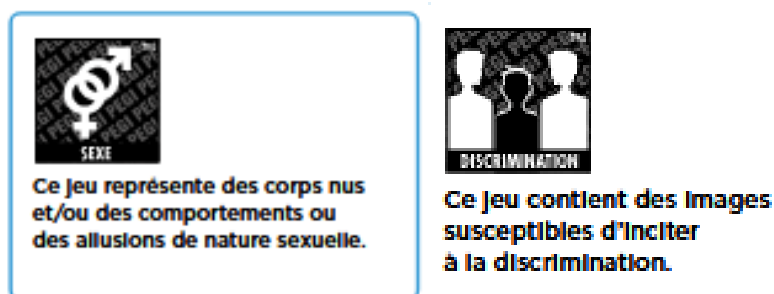 SEXE
Ce jeu représente des corps nus
et/ou des comportements ou
des allusions de nature sexuelle.
DISCRIMINATION
Ce jeu contient des images
susceptibles d'inciter
à la discrimination.